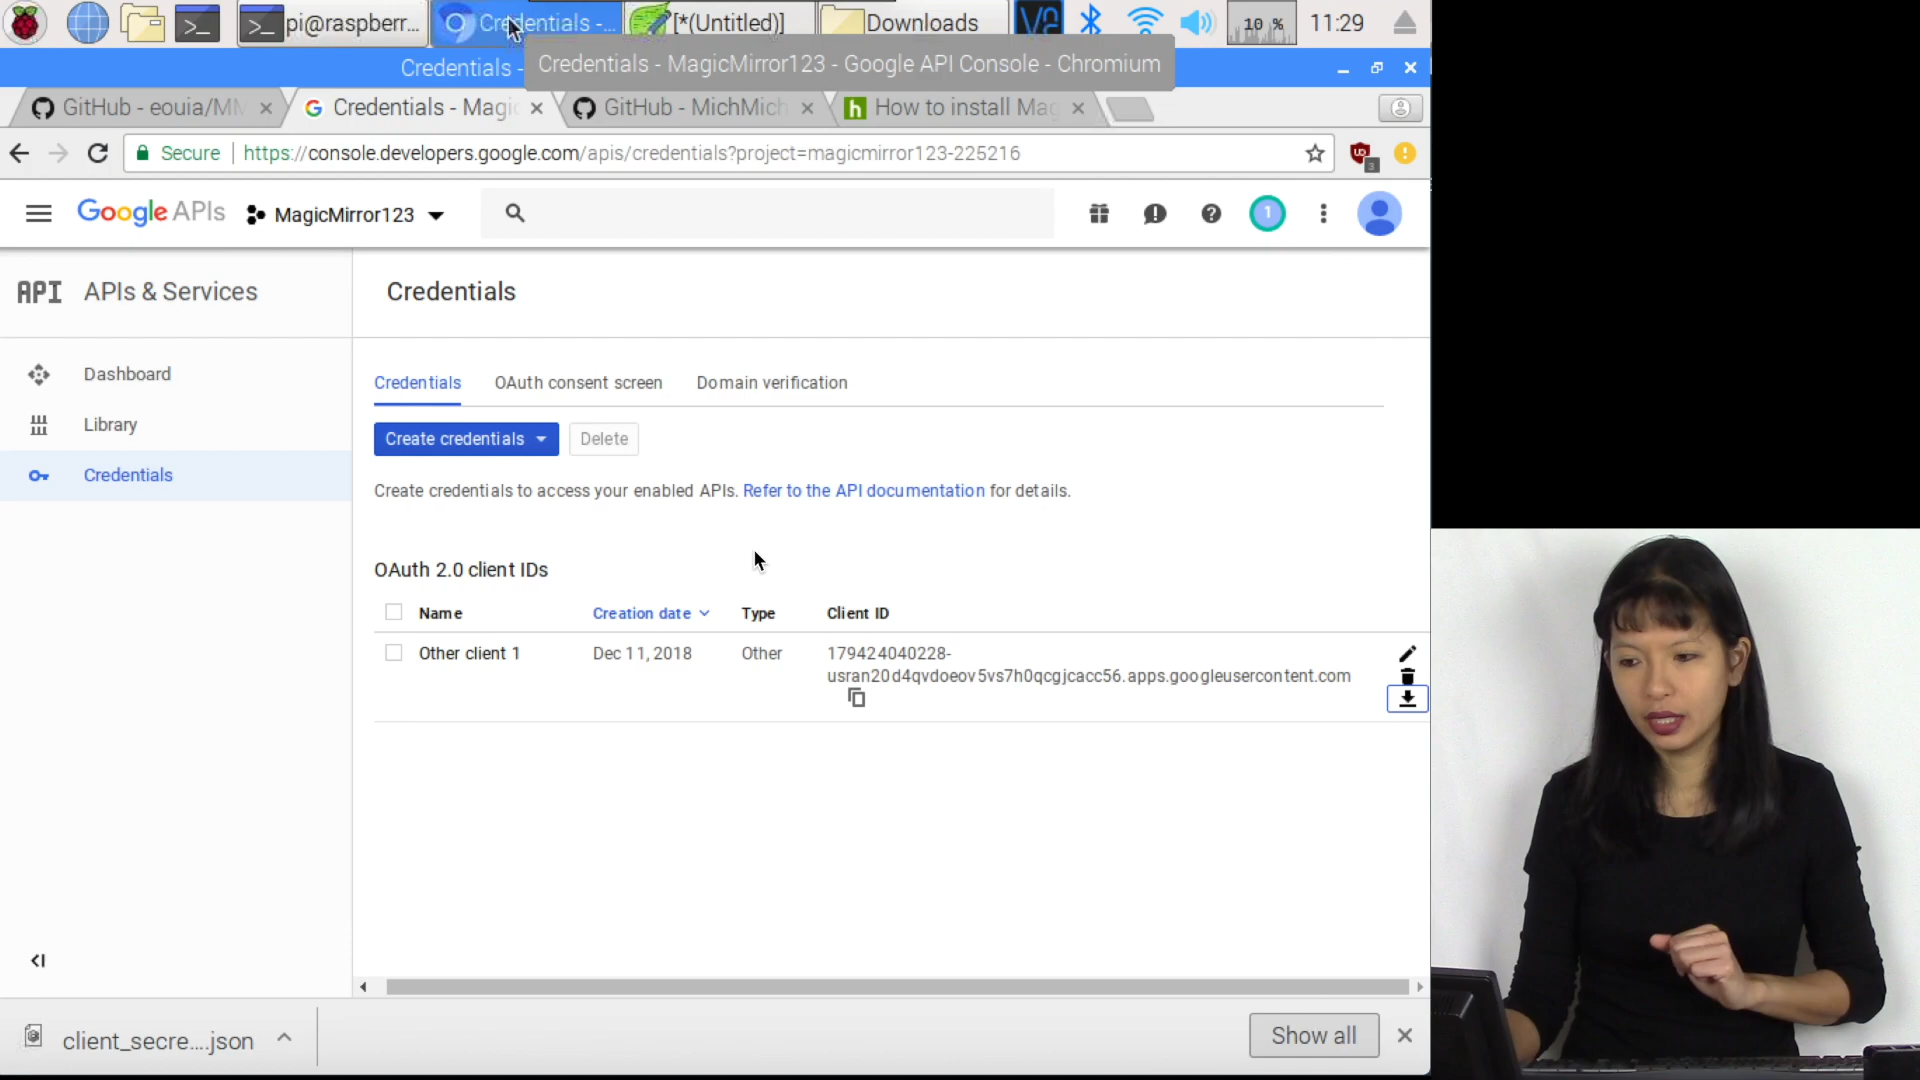 pi@raspberr...
Credentials -...
[*(Untitled)]
Downloads
10 %
11:29
Credentials -
Credentials - MagicMirror123 - Google API Console - Chromium
GitHub - eouia/MM
Credentials - Magic
GitHub - MichMich
How to install Mag
Secure
https://console.developers.google.com/apis/credentials?project=magicmirror123-225216
3
Google APIs
MagicMirror123
1
API
APIs & Services
Credentials
Dashboard
Library
Credentials
Credentials
OAuth consent screen
Domain verification
Create credentials
Delete
Create credentials to access your enabled APIs. Refer to the API documentation for details.
OAuth 2.0 client IDs
Name
Creation date
Type
Client ID
Other client 1
Dec 11, 2018
Other
179424040228-
usran20d4qvdoeov5vs7h0qcgjcacc56.apps.googleusercontent.com
client_secre....json
Show all